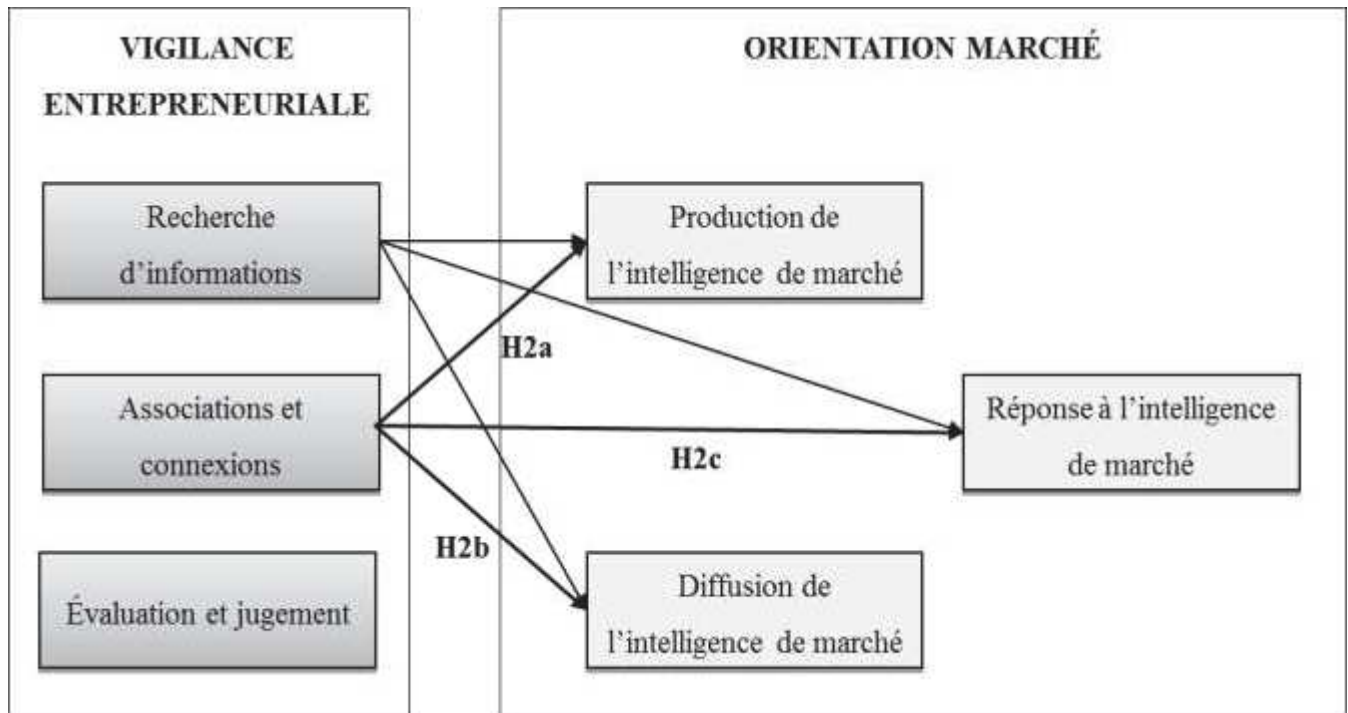 VIGILANCE
ENTREPRENEURIALE
Recherche
d’informations
Associations et
connexions
Évaluation et jugement
ORIENTATION MARCHÉ
Production de
l’intelligence de marché
H2a
Réponse à l’intelligence
de marché
H2c
H2b
Diffusion de
l’intelligence de marché